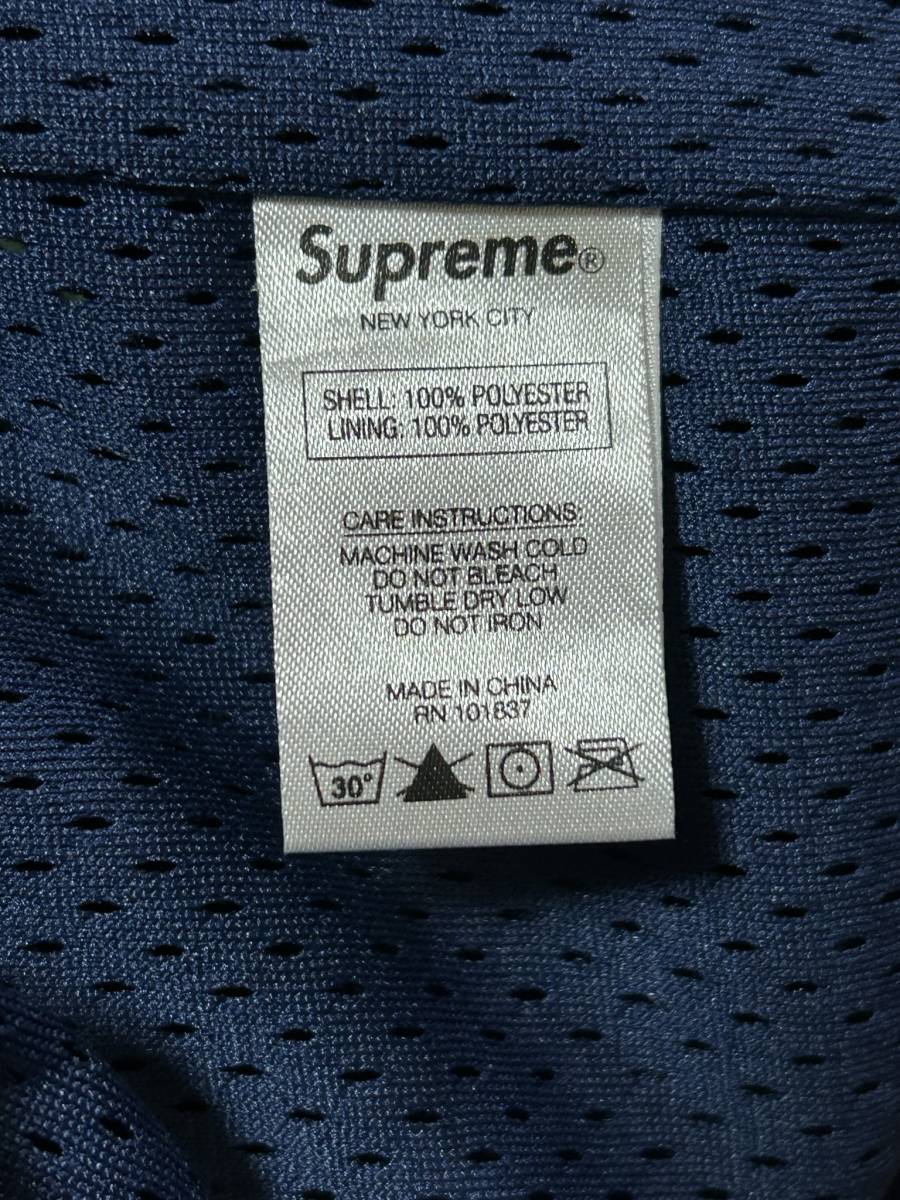 Supreme®
NEW YORK CITY
SHELL: 100% POLYESTER
LINING: 100% POLYESTER
CARE INSTRUCTIONS:
MACHINE WASH COLD
DO NOT BLEACH
TUMBLE DRY LOW
DO NOT IRON
MADE IN CHINA
RN 101837
30°